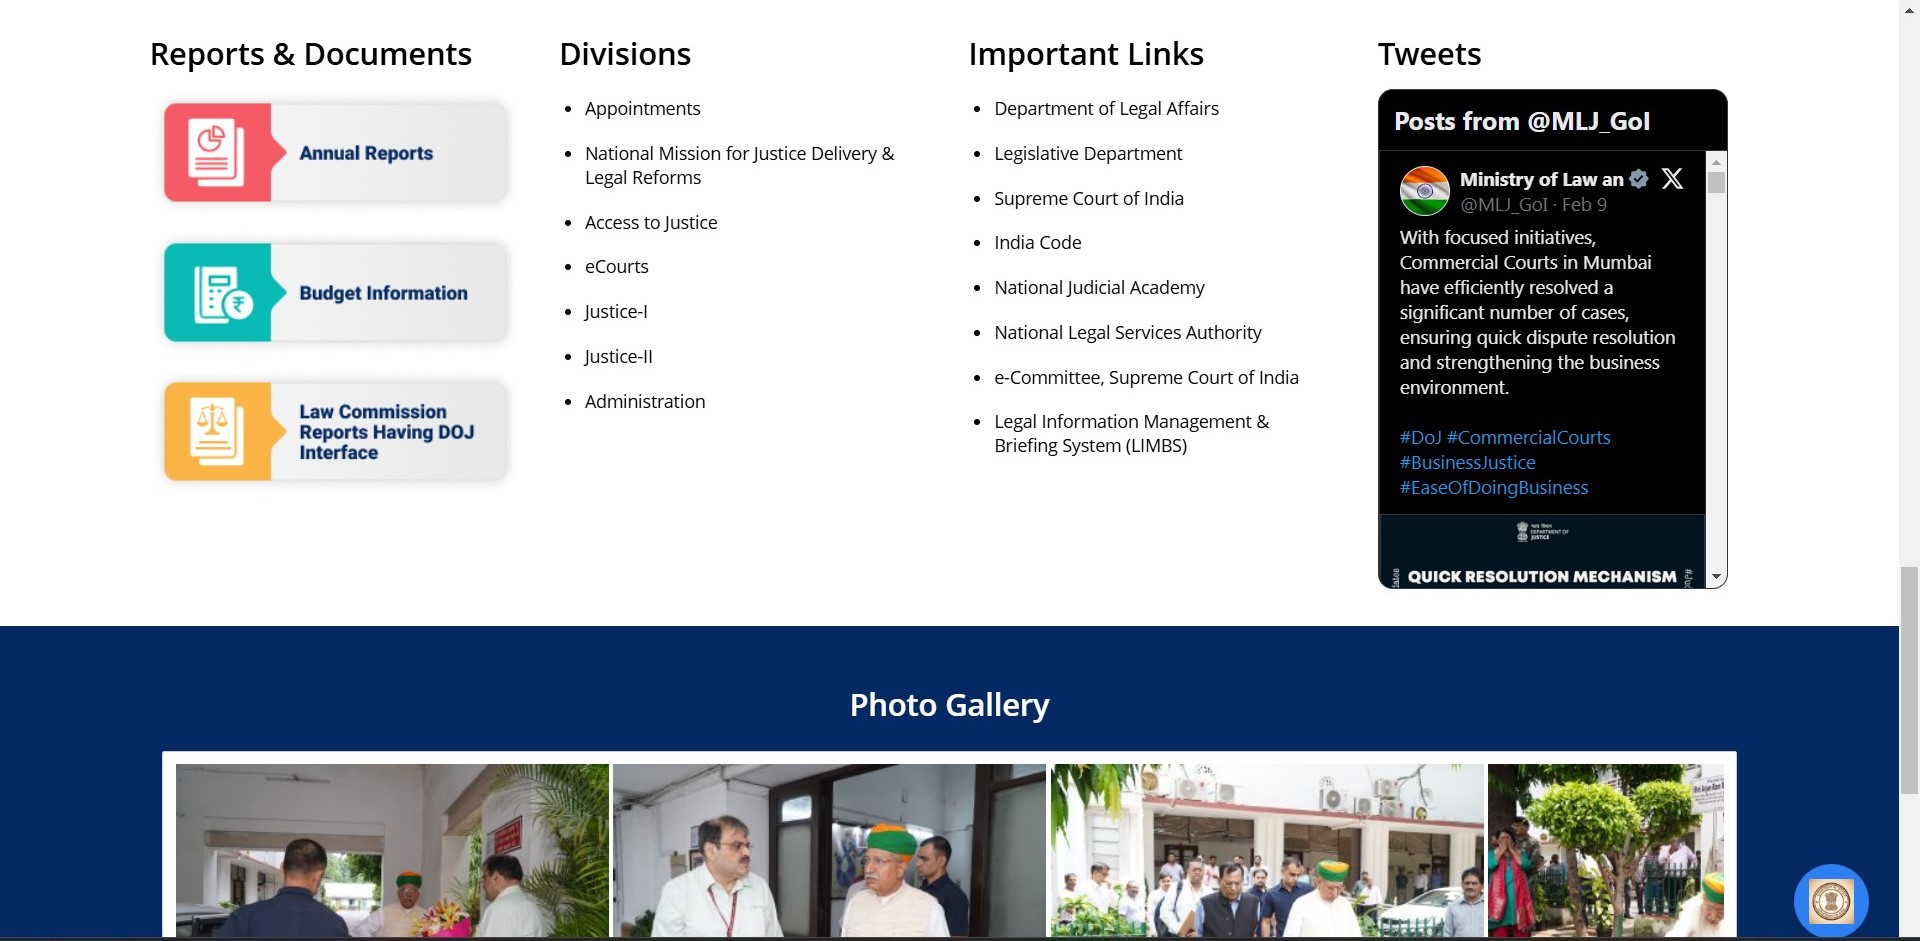 Reports & Documents
Annual Reports
Budget Information
Law Commission
Reports Having DOJ
Interface
Divisions
Appointments
National Mission for Justice Delivery &
Legal Reforms
Access to Justice
eCourts
Justice-I
Justice-II
Administration
Important Links
Department of Legal Affairs
Legislative Department
Supreme Court of India
India Code
National Judicial Academy
National Legal Services Authority
e-Committee, Supreme Court of India
Legal Information Management &
Briefing System (LIMBS)
Tweets
Posts from @MLJ_GoI
Ministry of Law an
@MLJ_GoI · Feb 9
With focused initiatives,
Commercial Courts in Mumbai
have efficiently resolved a
significant number of cases,
ensuring quick dispute resolution
and strengthening the business
environment.
#DoJ #CommercialCourts
#BusinessJustice
#EaseOfDoingBusiness
न्याय विभाग
DEPARTMENT OF
JUSTICE
QUICK RESOLUTION MECHANISM
Photo Gallery